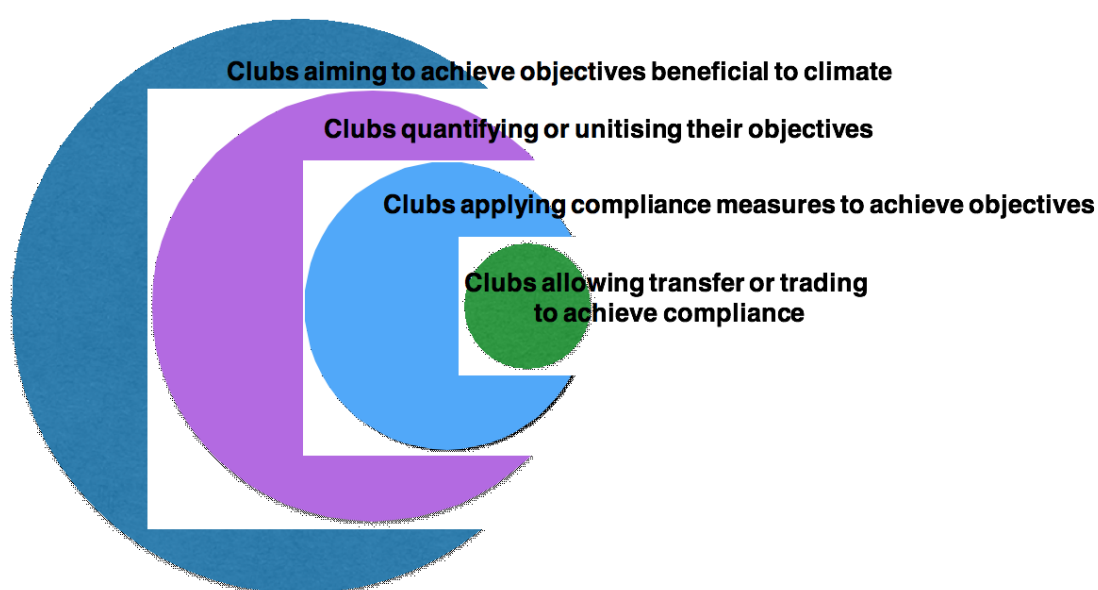 Clubs aiming to achieve objectives beneficial to climate
Clubs quantifying or unitising their objectives
Clubs applying compliance measures to achieve objectives
Clubs allowing transfer or trading
to achieve compliance